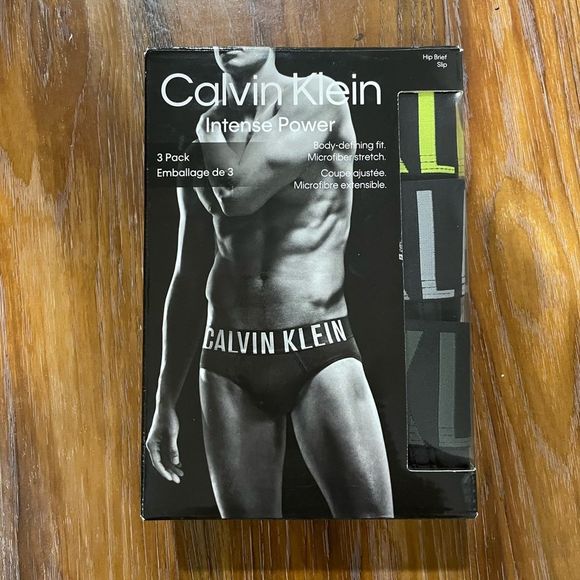 Hip Brief
Slip
Calvin Klein
Intense Power
Body-defining fit.
Microfiber stretch.
3 Pack
Emballage de 3
Coupe ajustée.
Microfibre extensible.
L
L
KL
CALVIN KLEIN